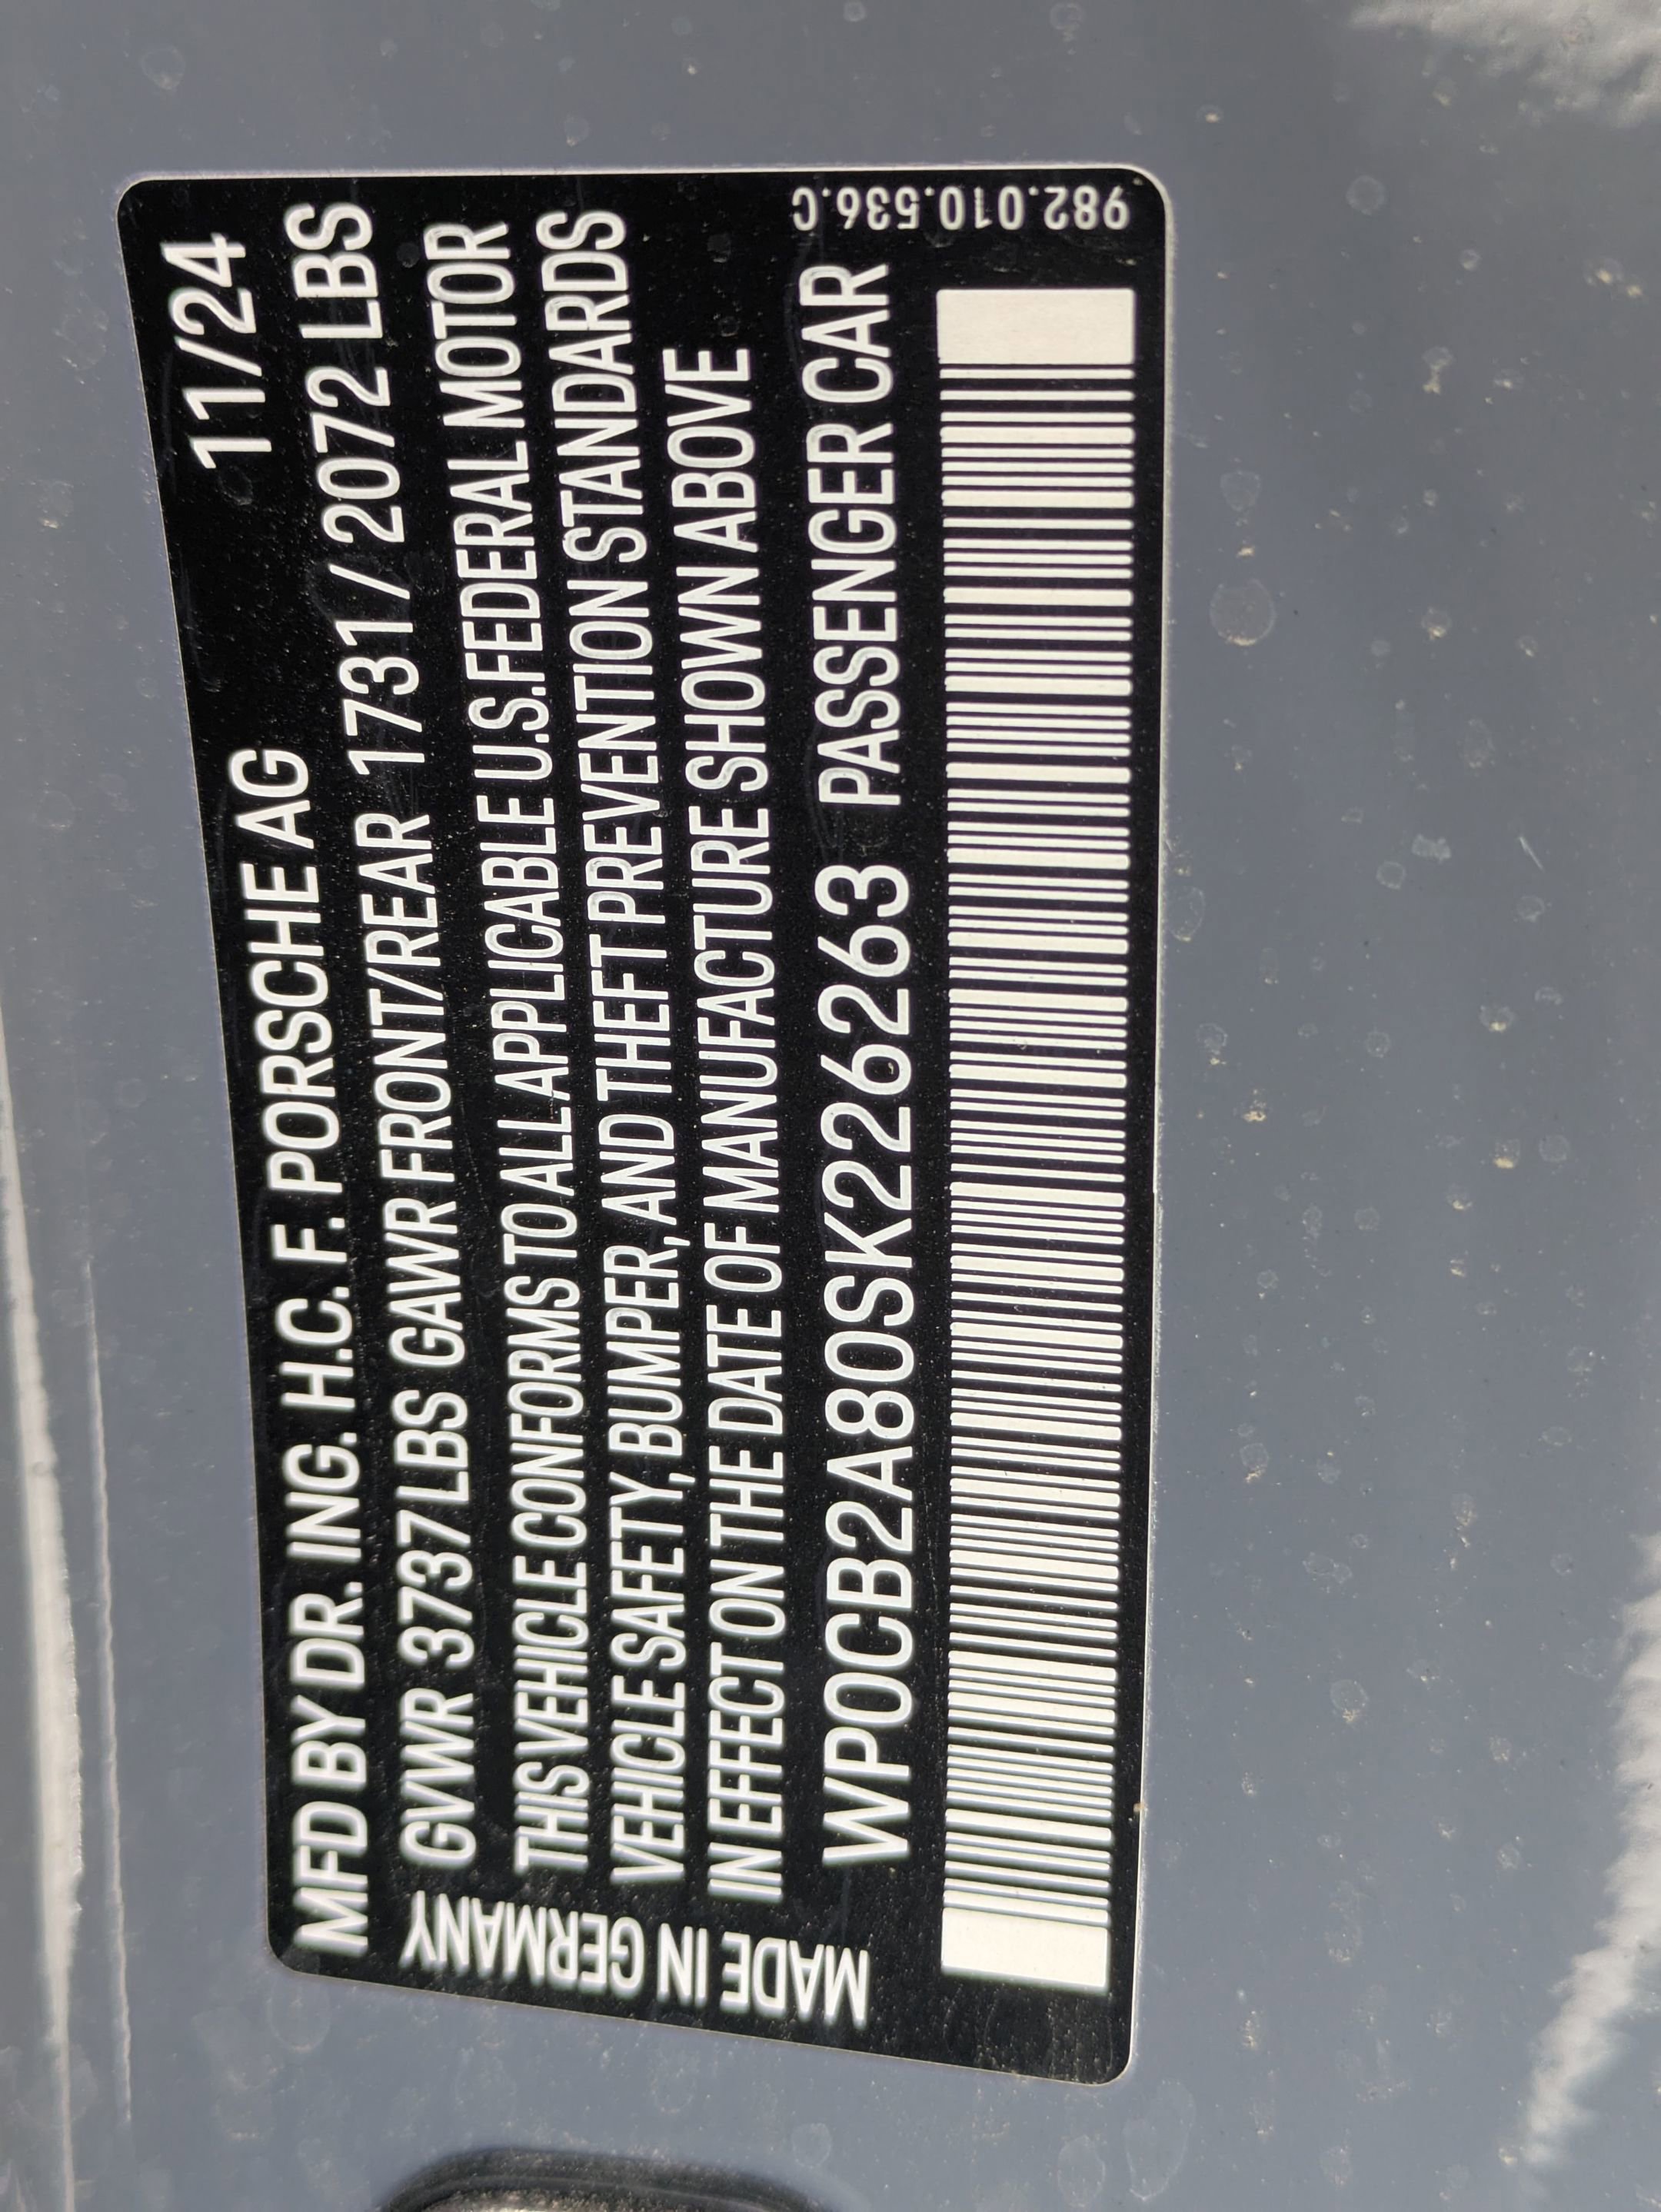 MFD BY DR. ING. H.C. F. PORSCHE AG 11/24
GVWR 3737 LBS GAWR FRONT/REAR 1731 / 2072 LBS
THIS VEHICLE CONFORMS TO ALL APPLICABLE U.S.FEDERAL MOTOR
VEHICLE SAFETY, BUMPER, AND THEFT PREVENTION STANDARDS
IN EFFECT ON THE DATE OF MANUFACTURE SHOWN ABOVE
WP0CB2A80SK226263 PASSENGER CAR
MADE IN GERMANY
982.010.536.C